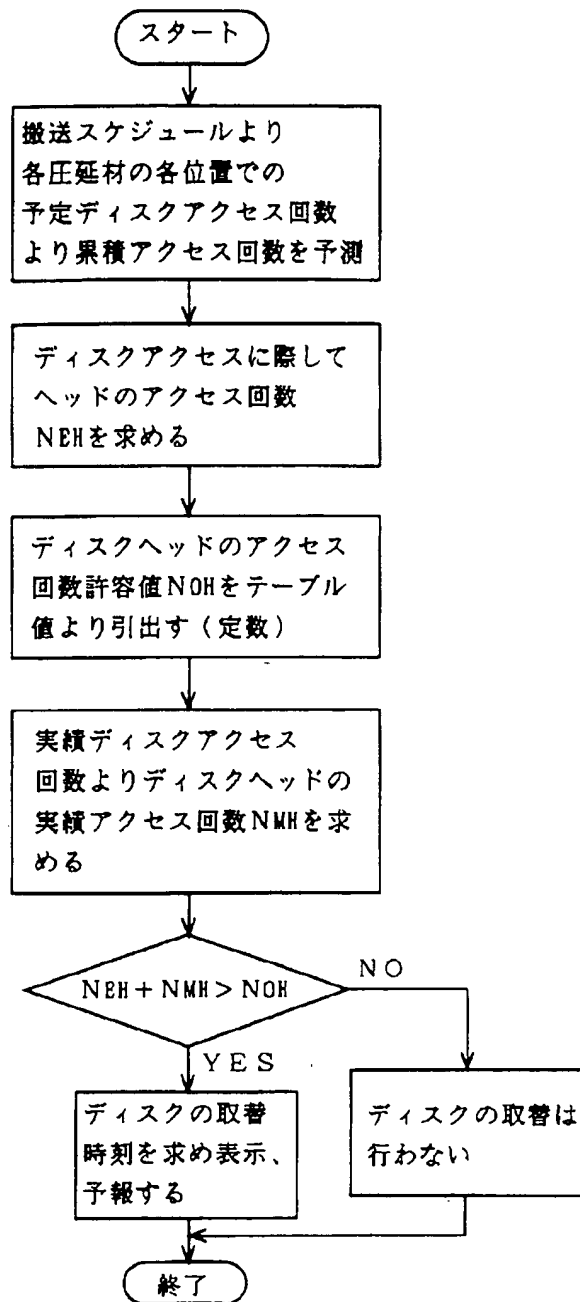 スタート
搬送スケジュールより
各圧延材の各位置での
予定ディスクアクセス回数
より累積アクセス回数を予測
ディスクアクセスに際して
ヘッドのアクセス回数
NEHを求める
ディスクヘッドのアクセス
回数許容値NOHをテーブル
値より引出す(定数)
実績ディスクアクセス
回数よりディスクヘッドの
実績アクセス回数NMHを求
める
NEH+NMH>NOH
NO
YES
ディスクの取替
時刻を求め表示、
予報する
ディスクの取替は
行わない
終了